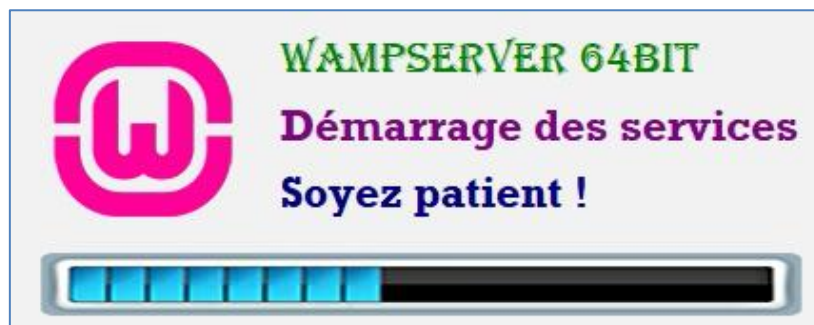 WAMPSERVER 64BIT
Démarrage des services
Soyez patient !